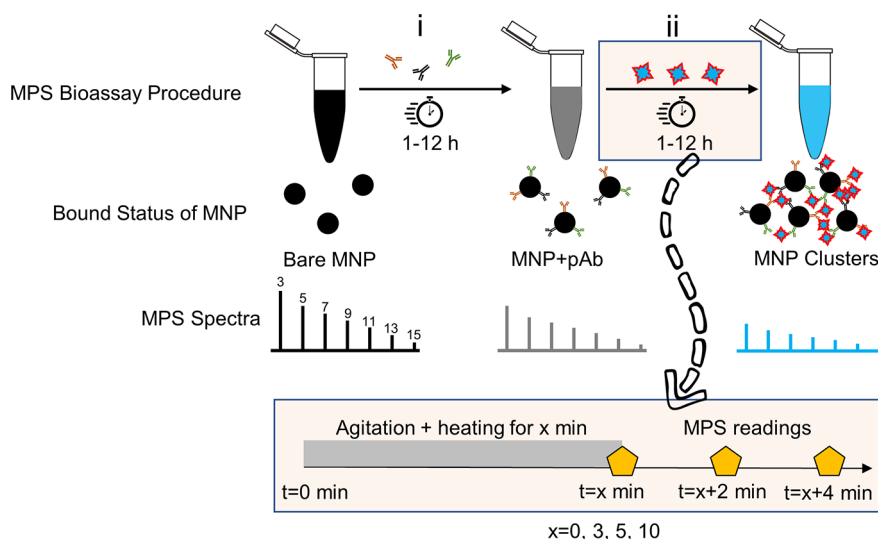 i
ii
MPS Bioassay Procedure
1-12 h
1-12 h
Bound Status of MNP
Bare MNP
MNP+pAb
MNP Clusters
MPS Spectra
3
5
7
9
11
13
15
Agitation + heating for x min
MPS readings
t=0 min
t=x min
t=x+2 min
t=x+4 min
x=0, 3, 5, 10